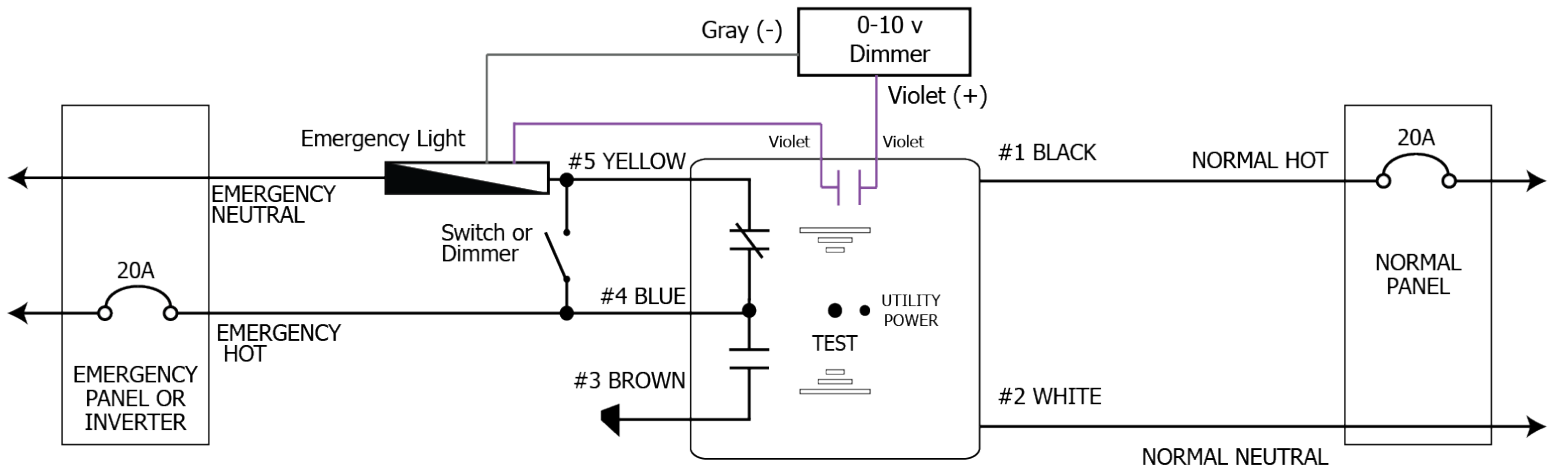 0-10 v
Dimmer
Gray (-)
Violet (+)
Emergency Light
Violet
Violet
#5 YELLOW
#1 BLACK
NORMAL HOT
20A
EMERGENCY
NEUTRAL
Switch or
Dimmer
20A
#4 BLUE
UTILITY
POWER
NORMAL
PANEL
EMERGENCY
HOT
TEST
EMERGENCY
PANEL OR
INVERTER
#3 BROWN
#2 WHITE
NORMAL NEUTRAL